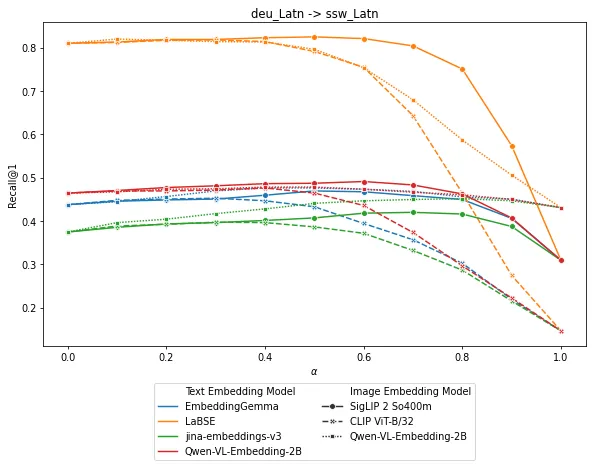 deu_Latn -> ssw_Latn
Recall@1
0.8
0.7
0.6
0.5
0.4
0.3
0.2
0.0 0.2 0.4 0.6 0.8 1.0
α
Text Embedding Model Image Embedding Model
EmbeddingGemma SigLIP 2 So400m
LaBSE CLIP ViT-B/32
jina-embeddings-v3 Qwen-VL-Embedding-2B
Qwen-VL-Embedding-2B